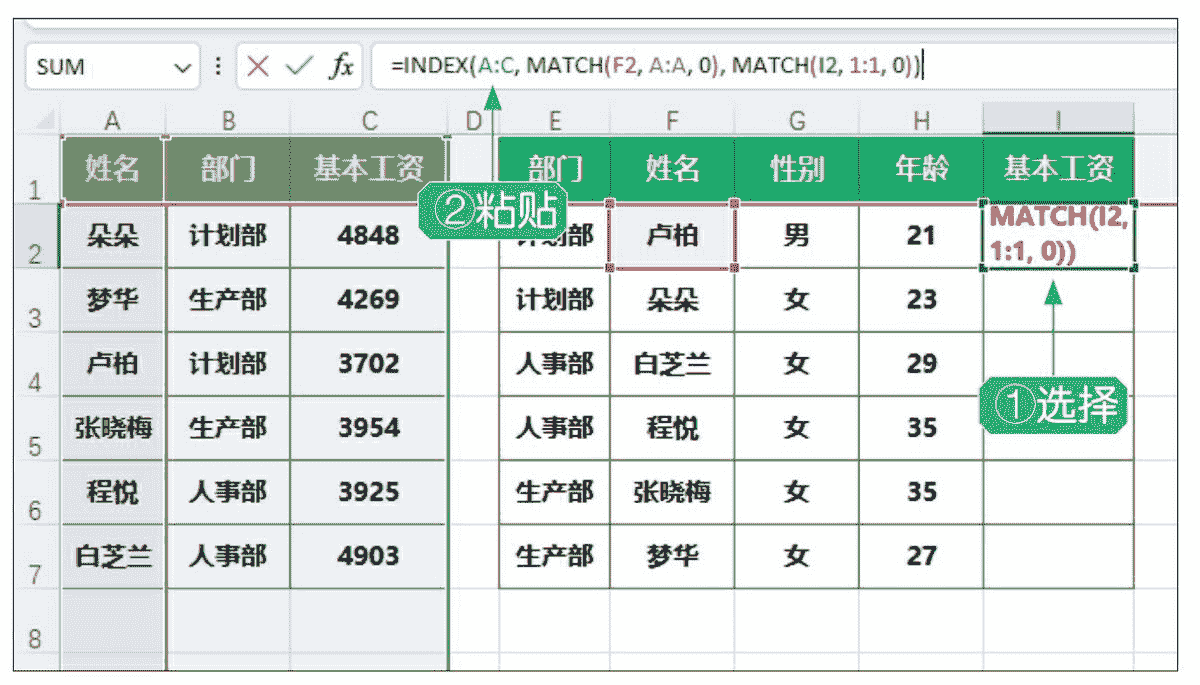 SUM
fx
=INDEX(A:C, MATCH(F2, A:A, 0), MATCH(I2, 1:1, 0))
A B C D E F G H I
1 姓名 部门 基本工资 部门 姓名 性别 年龄 基本工资
②粘贴
2 朵朵 计划部 4848 计划部 卢柏 男 21 MATCH(I2,
1:1, 0))
3 梦华 生产部 4269 计划部 朵朵 女 23
4 卢柏 计划部 3702 人事部 白芝兰 女 29
①选择
5 张晓梅 生产部 3954 人事部 程悦 女 35
6 程悦 人事部 3925 生产部 张晓梅 女 35
7 白芝兰 人事部 4903 生产部 梦华 女 27
8